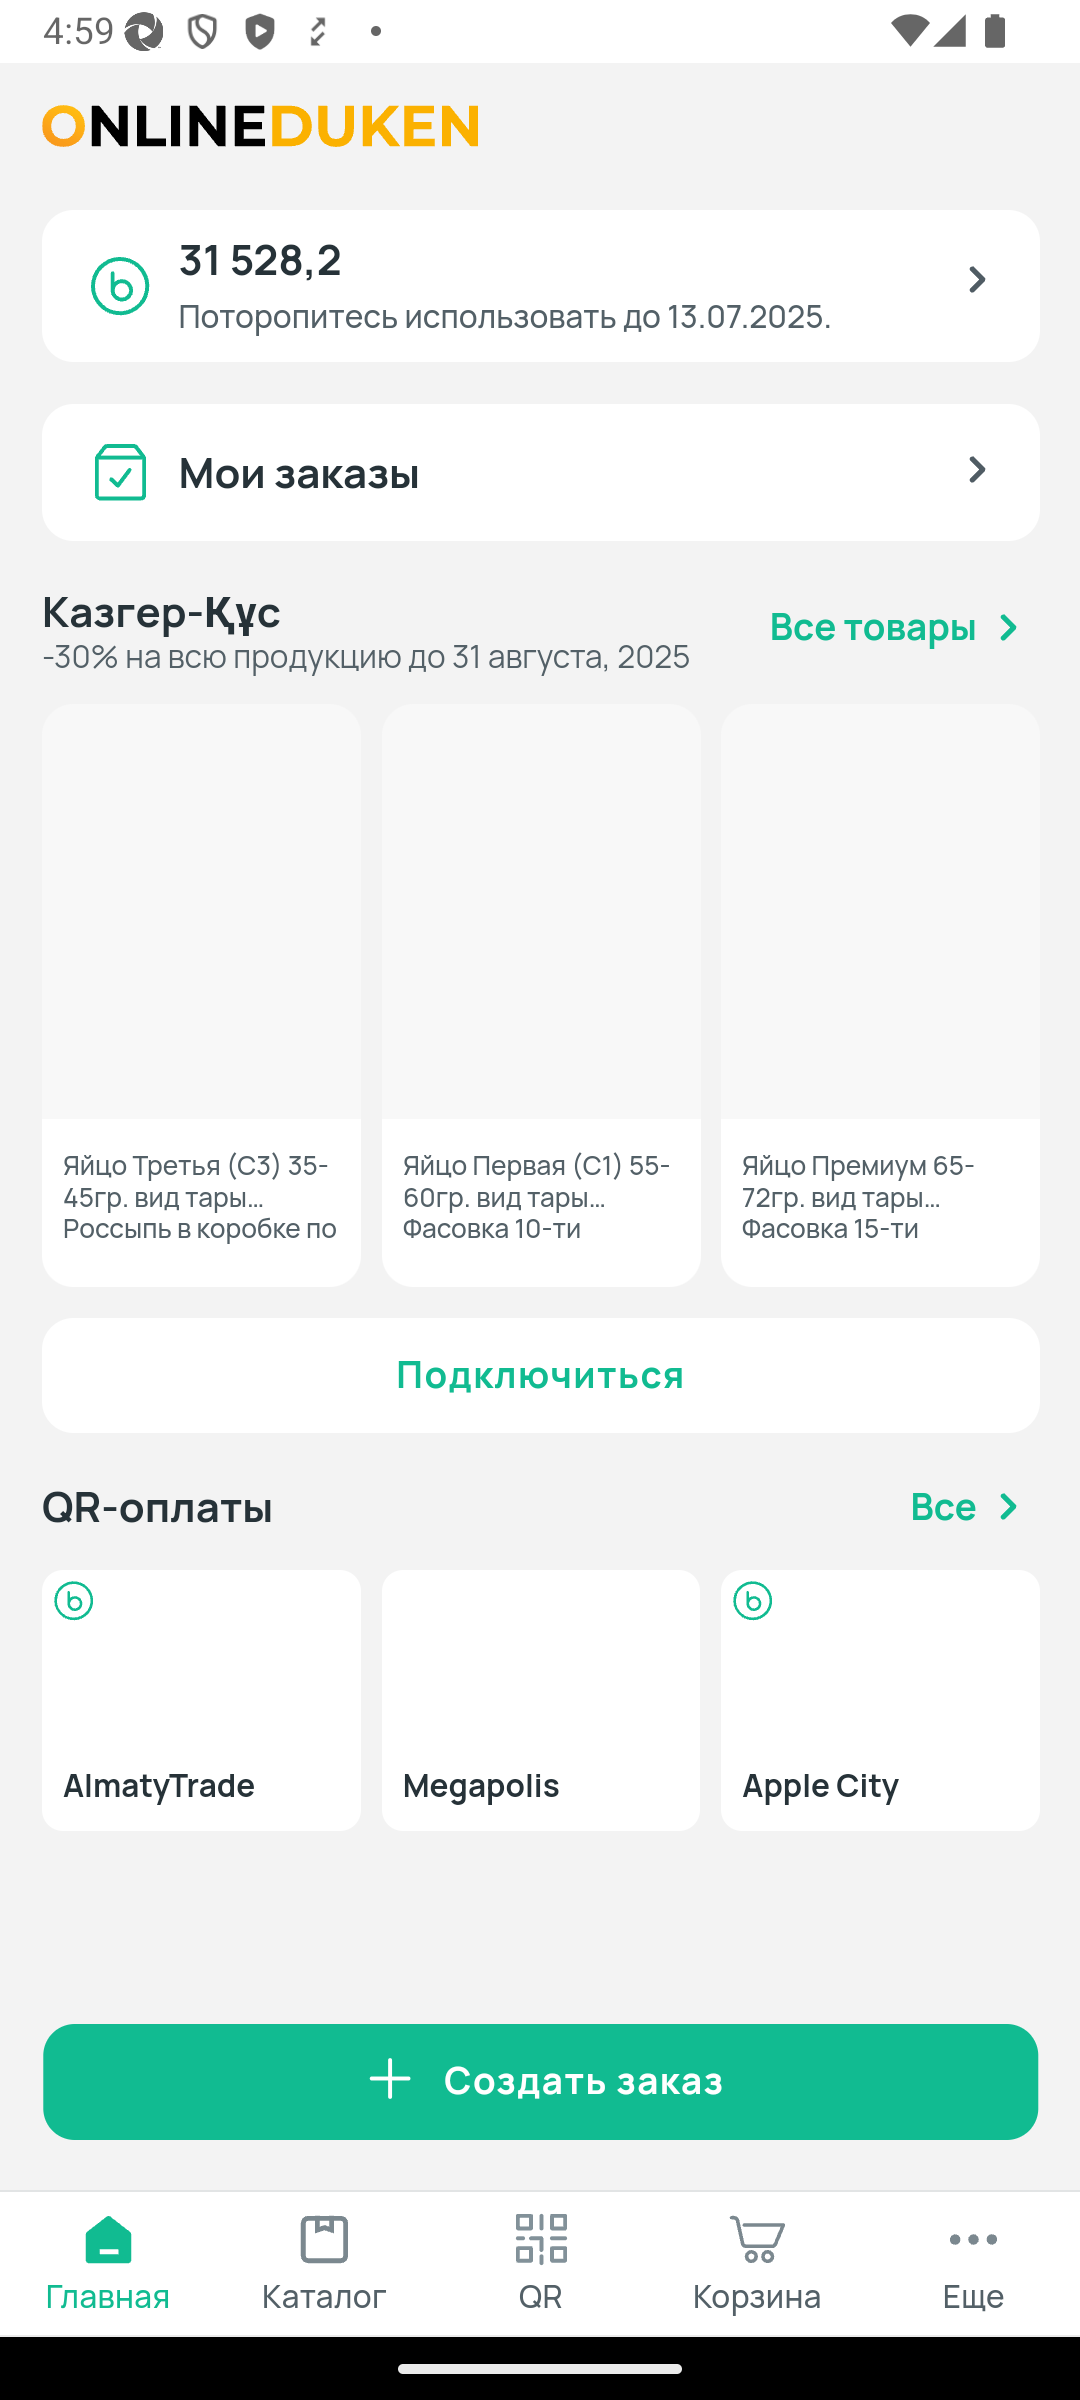 4:59
ONLINEDUKEN
31 528,2
Поторопитесь использовать до 13.07.2025.
Мои заказы
Казгер-Құс
-30% на всю продукцию до 31 августа, 2025
Все товары
Яйцо Третья (С3) 35-
45гр. вид тары...
Россыпь в коробке по
Яйцо Первая (С1) 55-
60гр. вид тары...
Фасовка 10-ти
Яйцо Премиум 65-
72гр. вид тары...
Фасовка 15-ти
Подключиться
QR-оплаты
Все
AlmatyTrade
Megapolis
Apple City
Создать заказ
Главная
Каталог
QR
Корзина
Еще